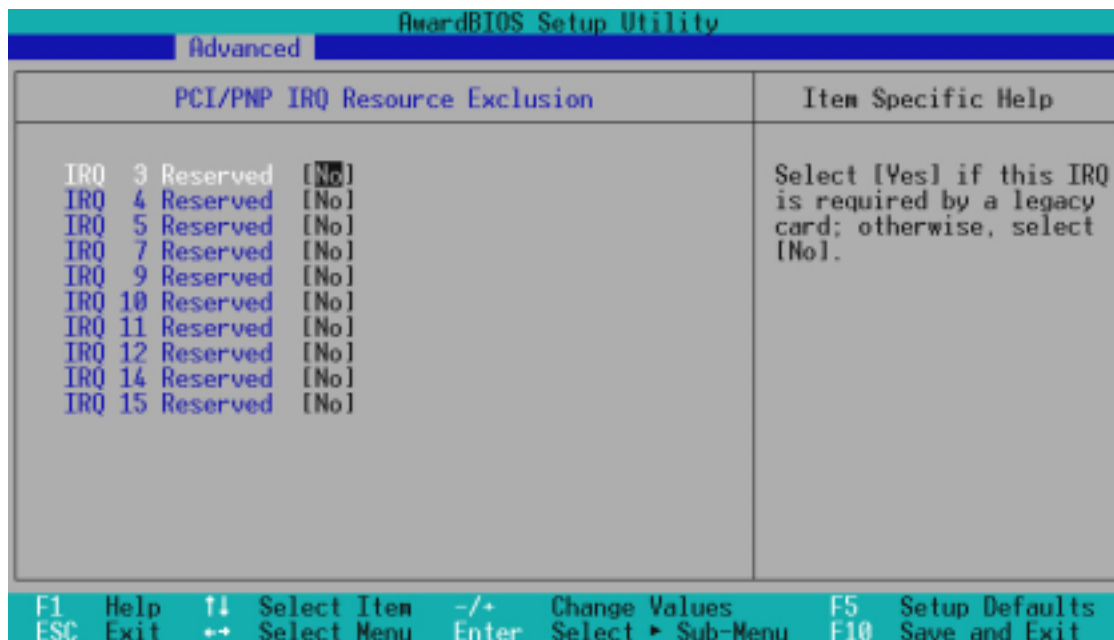 AwardBIOS Setup Utility
Advanced
PCI/PNP IRQ Resource Exclusion
IRQ 3 Reserved [No]
IRQ 4 Reserved [No]
IRQ 5 Reserved [No]
IRQ 7 Reserved [No]
IRQ 9 Reserved [No]
IRQ 10 Reserved [No]
IRQ 11 Reserved [No]
IRQ 12 Reserved [No]
IRQ 14 Reserved [No]
IRQ 15 Reserved [No]
Item Specific Help
Select [Yes] if this IRQ
is required by a legacy
card; otherwise, select
[No].
F1 Help ↑↓ Select Item -/+ Change Values F5 Setup Defaults
ESC Exit ←→ Select Menu Enter Select ► Sub-Menu F10 Save and Exit